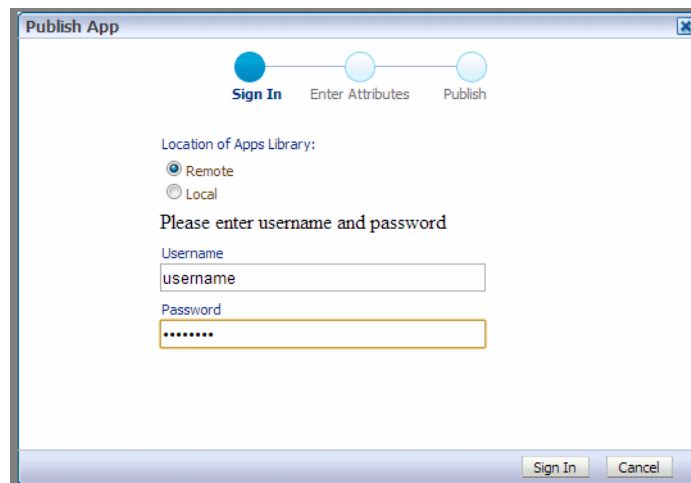 Publish App
Sign In Enter Attributes Publish
Location of Apps Library:
Remote
Local
Please enter username and password
Username
username
Password
••••••••
Sign In Cancel